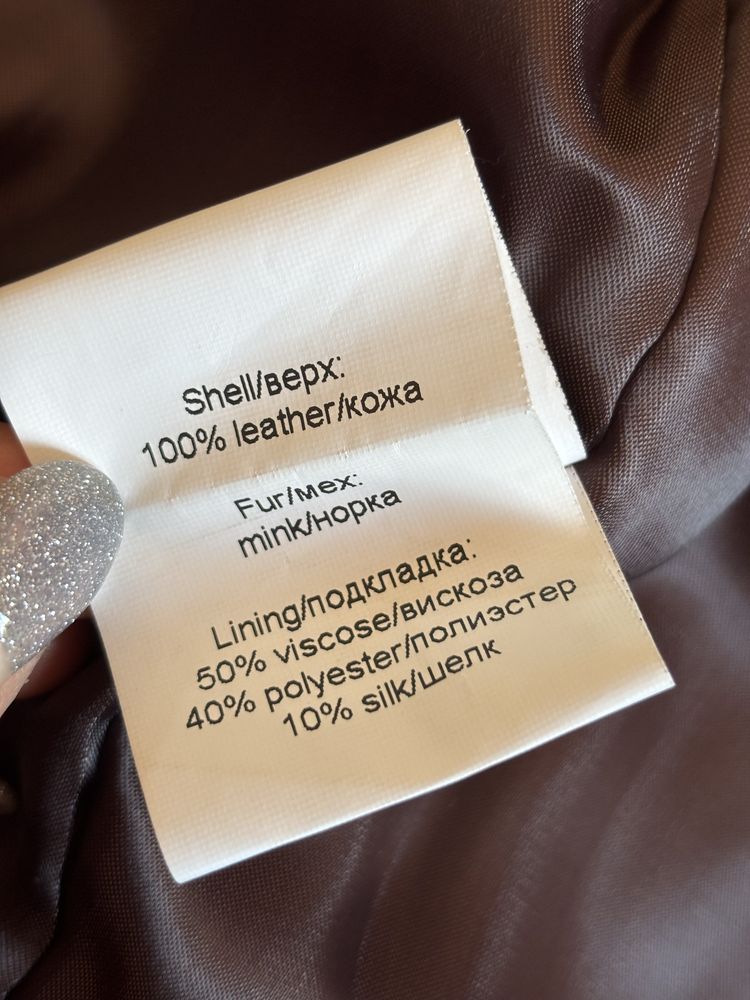 Shell/верх:
100% leather/кожа
Fur/мех:
mink/норка
Lining/подкладка:
50% viscose/вискоза
40% polyester/полиэстер
10% silk/шелк